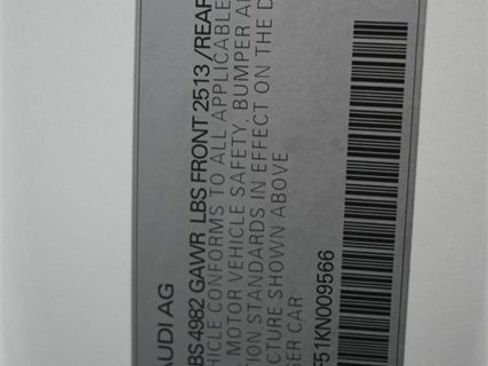 AUDI AG
BS 4982 GAWR LBS FRONT 2513 /REAR
HICLE CONFORMS TO ALL APPLICABLE
MOTOR VEHICLE SAFETY, BUMPER A
TION STANDARDS IN EFFECT ON THE D
CTURE SHOWN ABOVE
GER CAR
F51KN009566